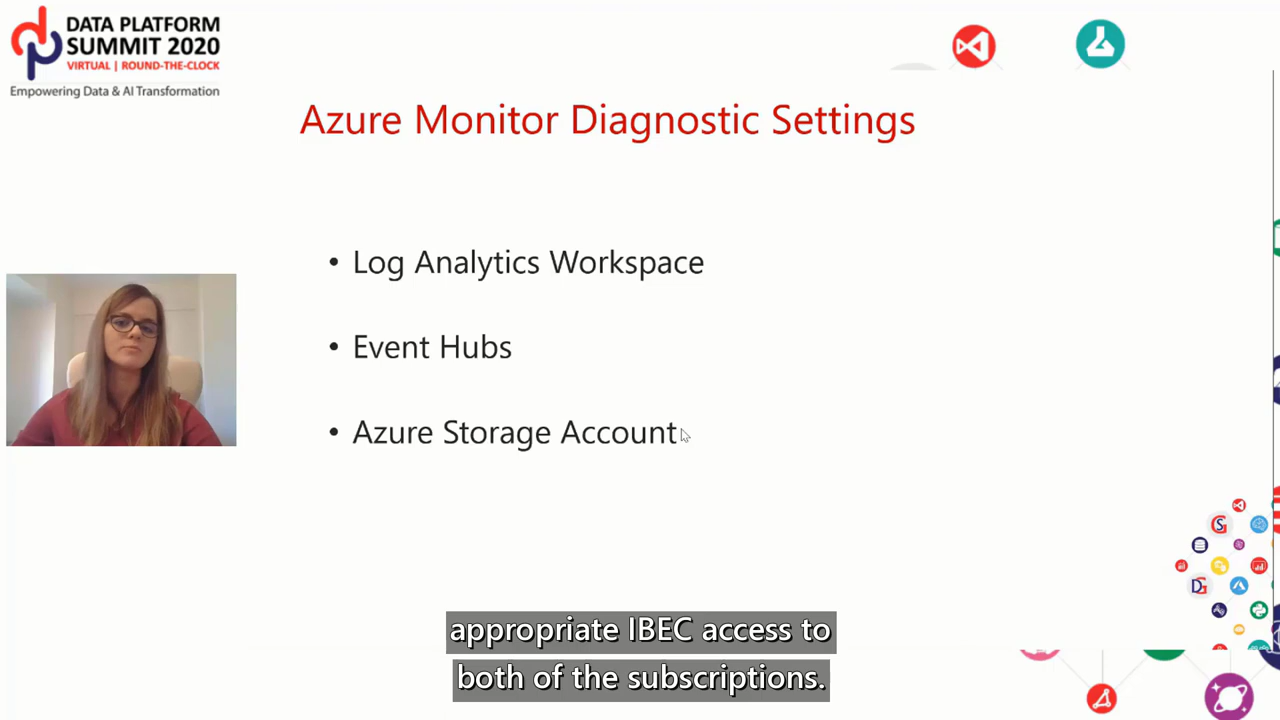 DATA PLATFORM
SUMMIT 2020
VIRTUAL | ROUND-THE-CLOCK
Empowering Data & AI Transformation
Azure Monitor Diagnostic Settings
• Log Analytics Workspace
• Event Hubs
• Azure Storage Account
appropriate IBEC access to
both of the subscriptions.